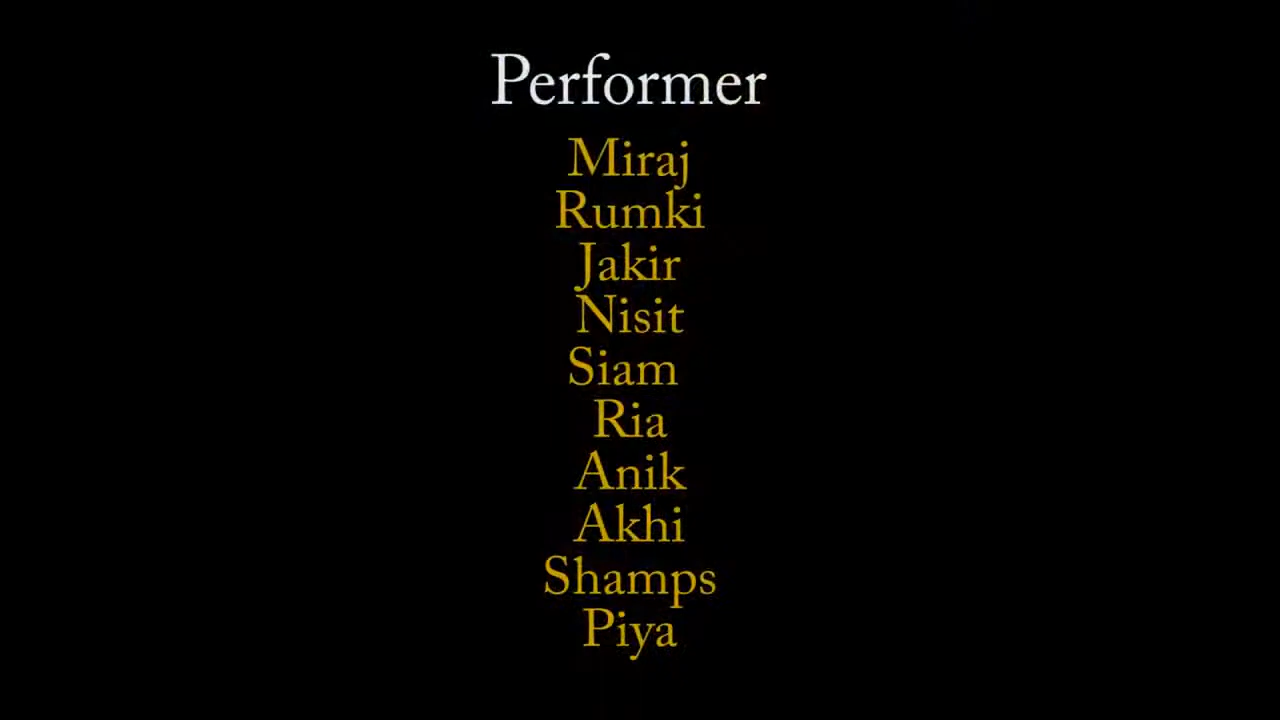 Performer
Miraj
Rumki
Jakir
Nisit
Siam
Ria
Anik
Akhi
Shamps
Piya